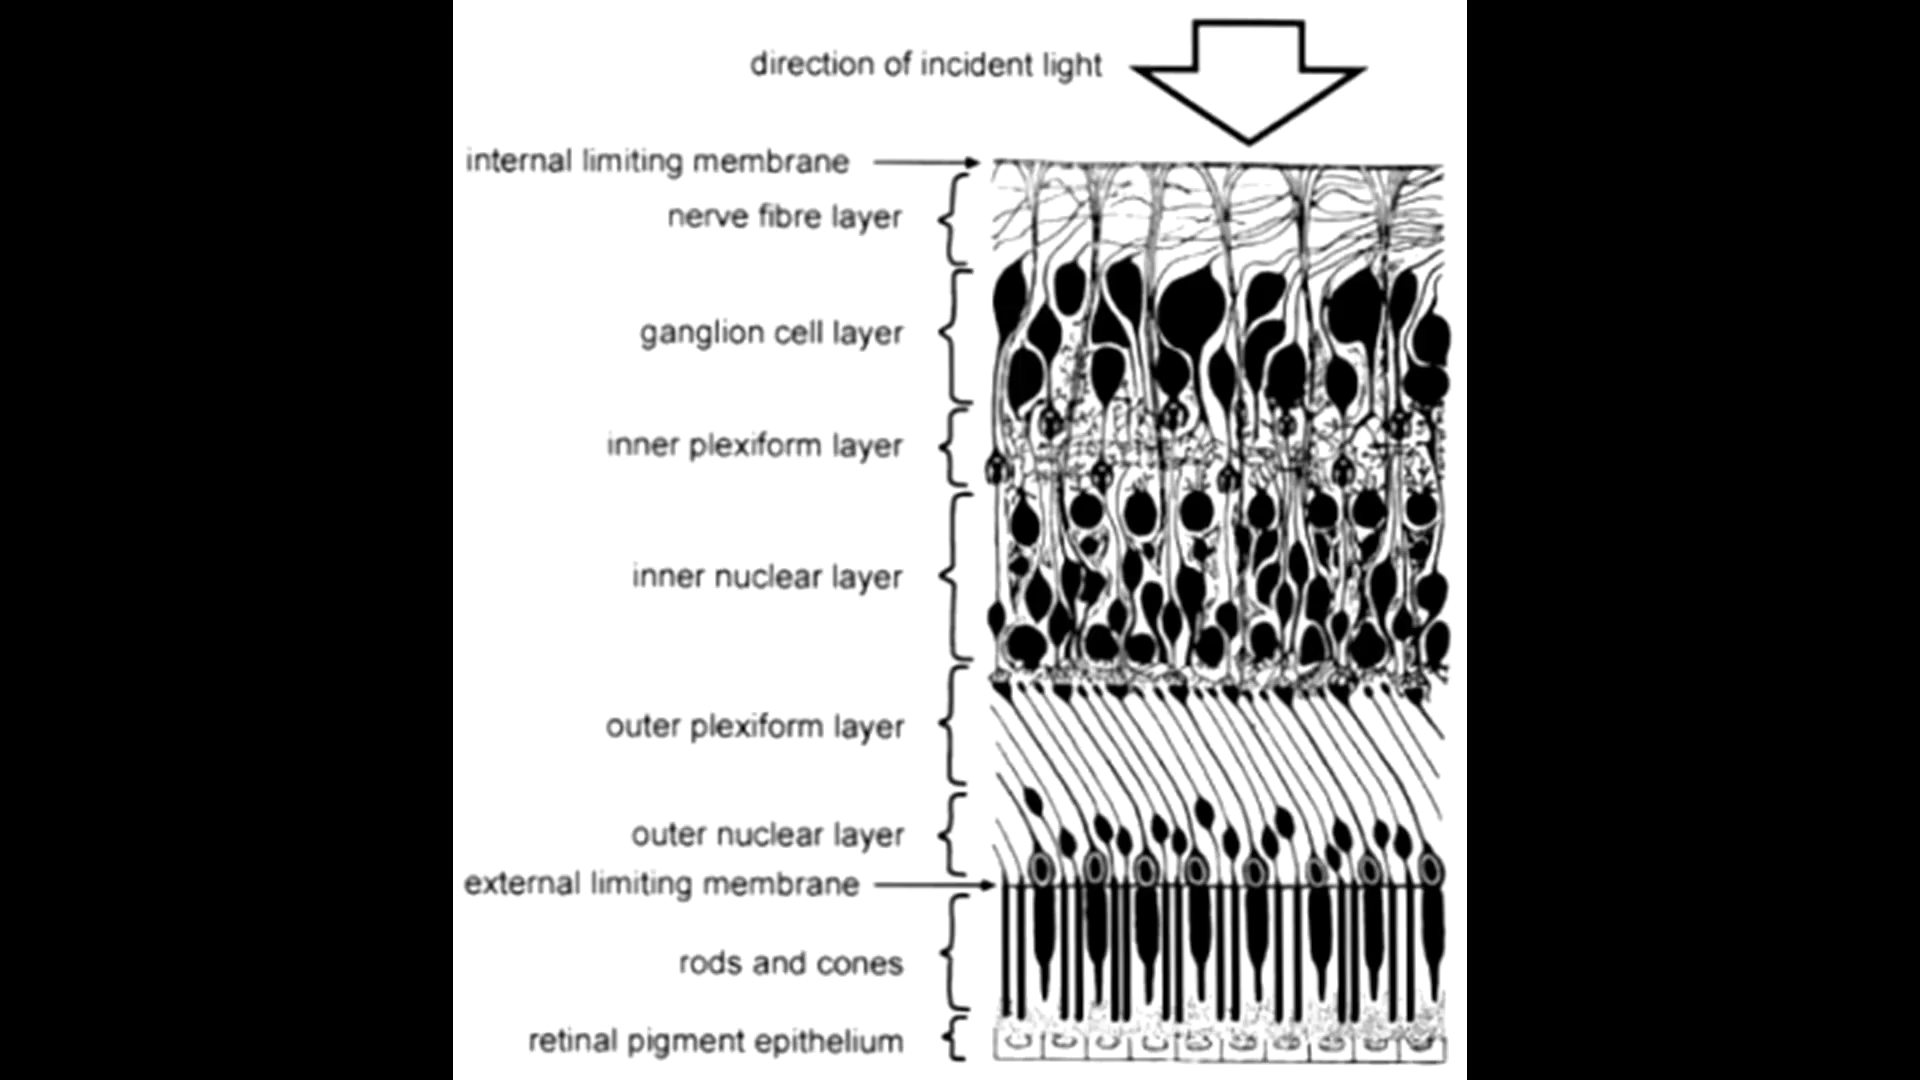 direction of incident light
internal limiting membrane
nerve fibre layer
ganglion cell layer
inner plexiform layer
inner nuclear layer
outer plexiform layer
outer nuclear layer
external limiting membrane
rods and cones
retinal pigment epithelium